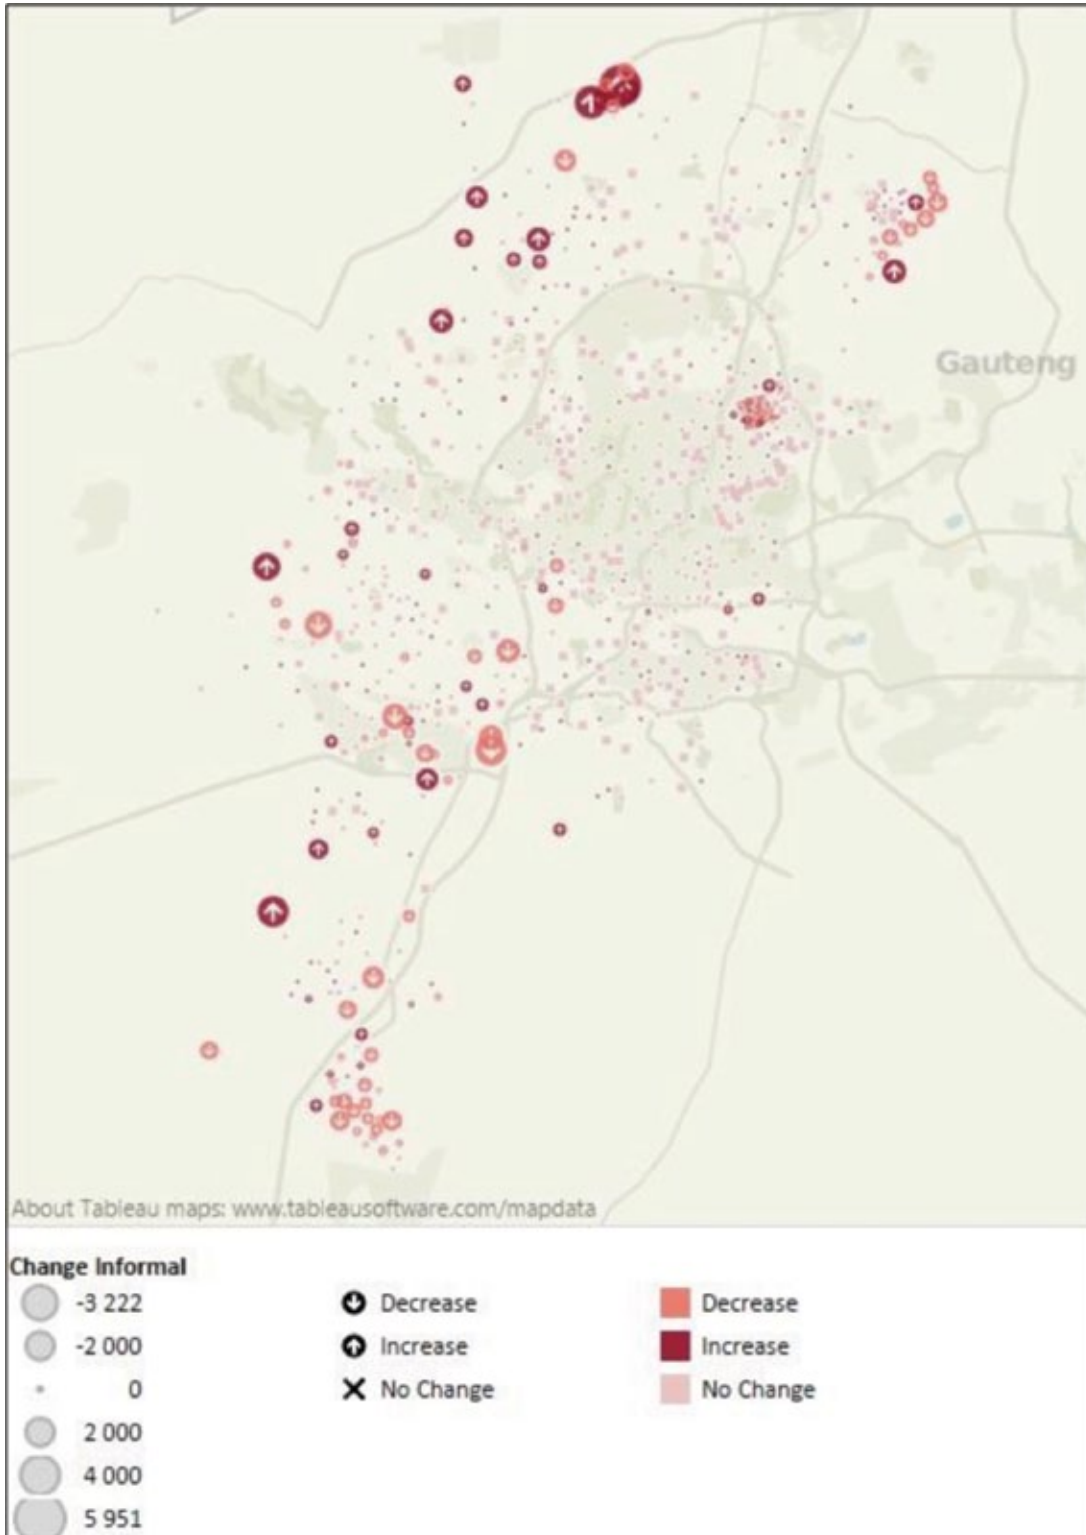 Gauteng
About Tableau maps: www.tableausoftware.com/mapdata
Change Informal
-3 222
-2 000
0
2 000
4 000
5 951
Decrease
Increase
No Change
Decrease
Increase
No Change